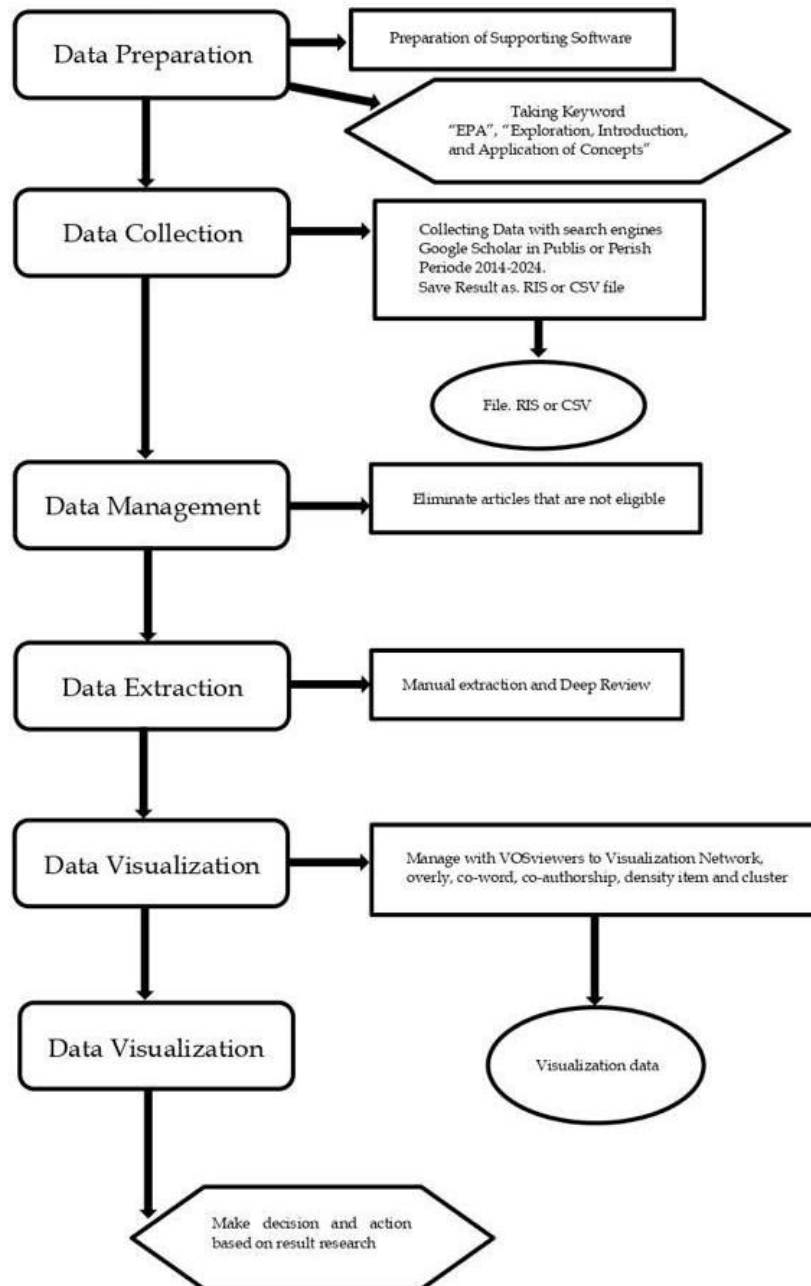 Data Preparation
Preparation of Supporting Software
Taking Keyword
“EPA”, “Exploration, Introduction,
and Application of Concepts”
Data Collection
Collecting Data with search engines
Google Scholar in Publis or Perish
Periode 2014-2024.
Save Result as. RIS or CSV file
File. RIS or CSV
Data Management
Eliminate articles that are not eligible
Data Extraction
Manual extraction and Deep Review
Data Visualization
Manage with VOSviewers to Visualization Network,
overly, co-word, co-authorship, density item and cluster
Data Visualization
Visualization data
Make decision and action
based on result research